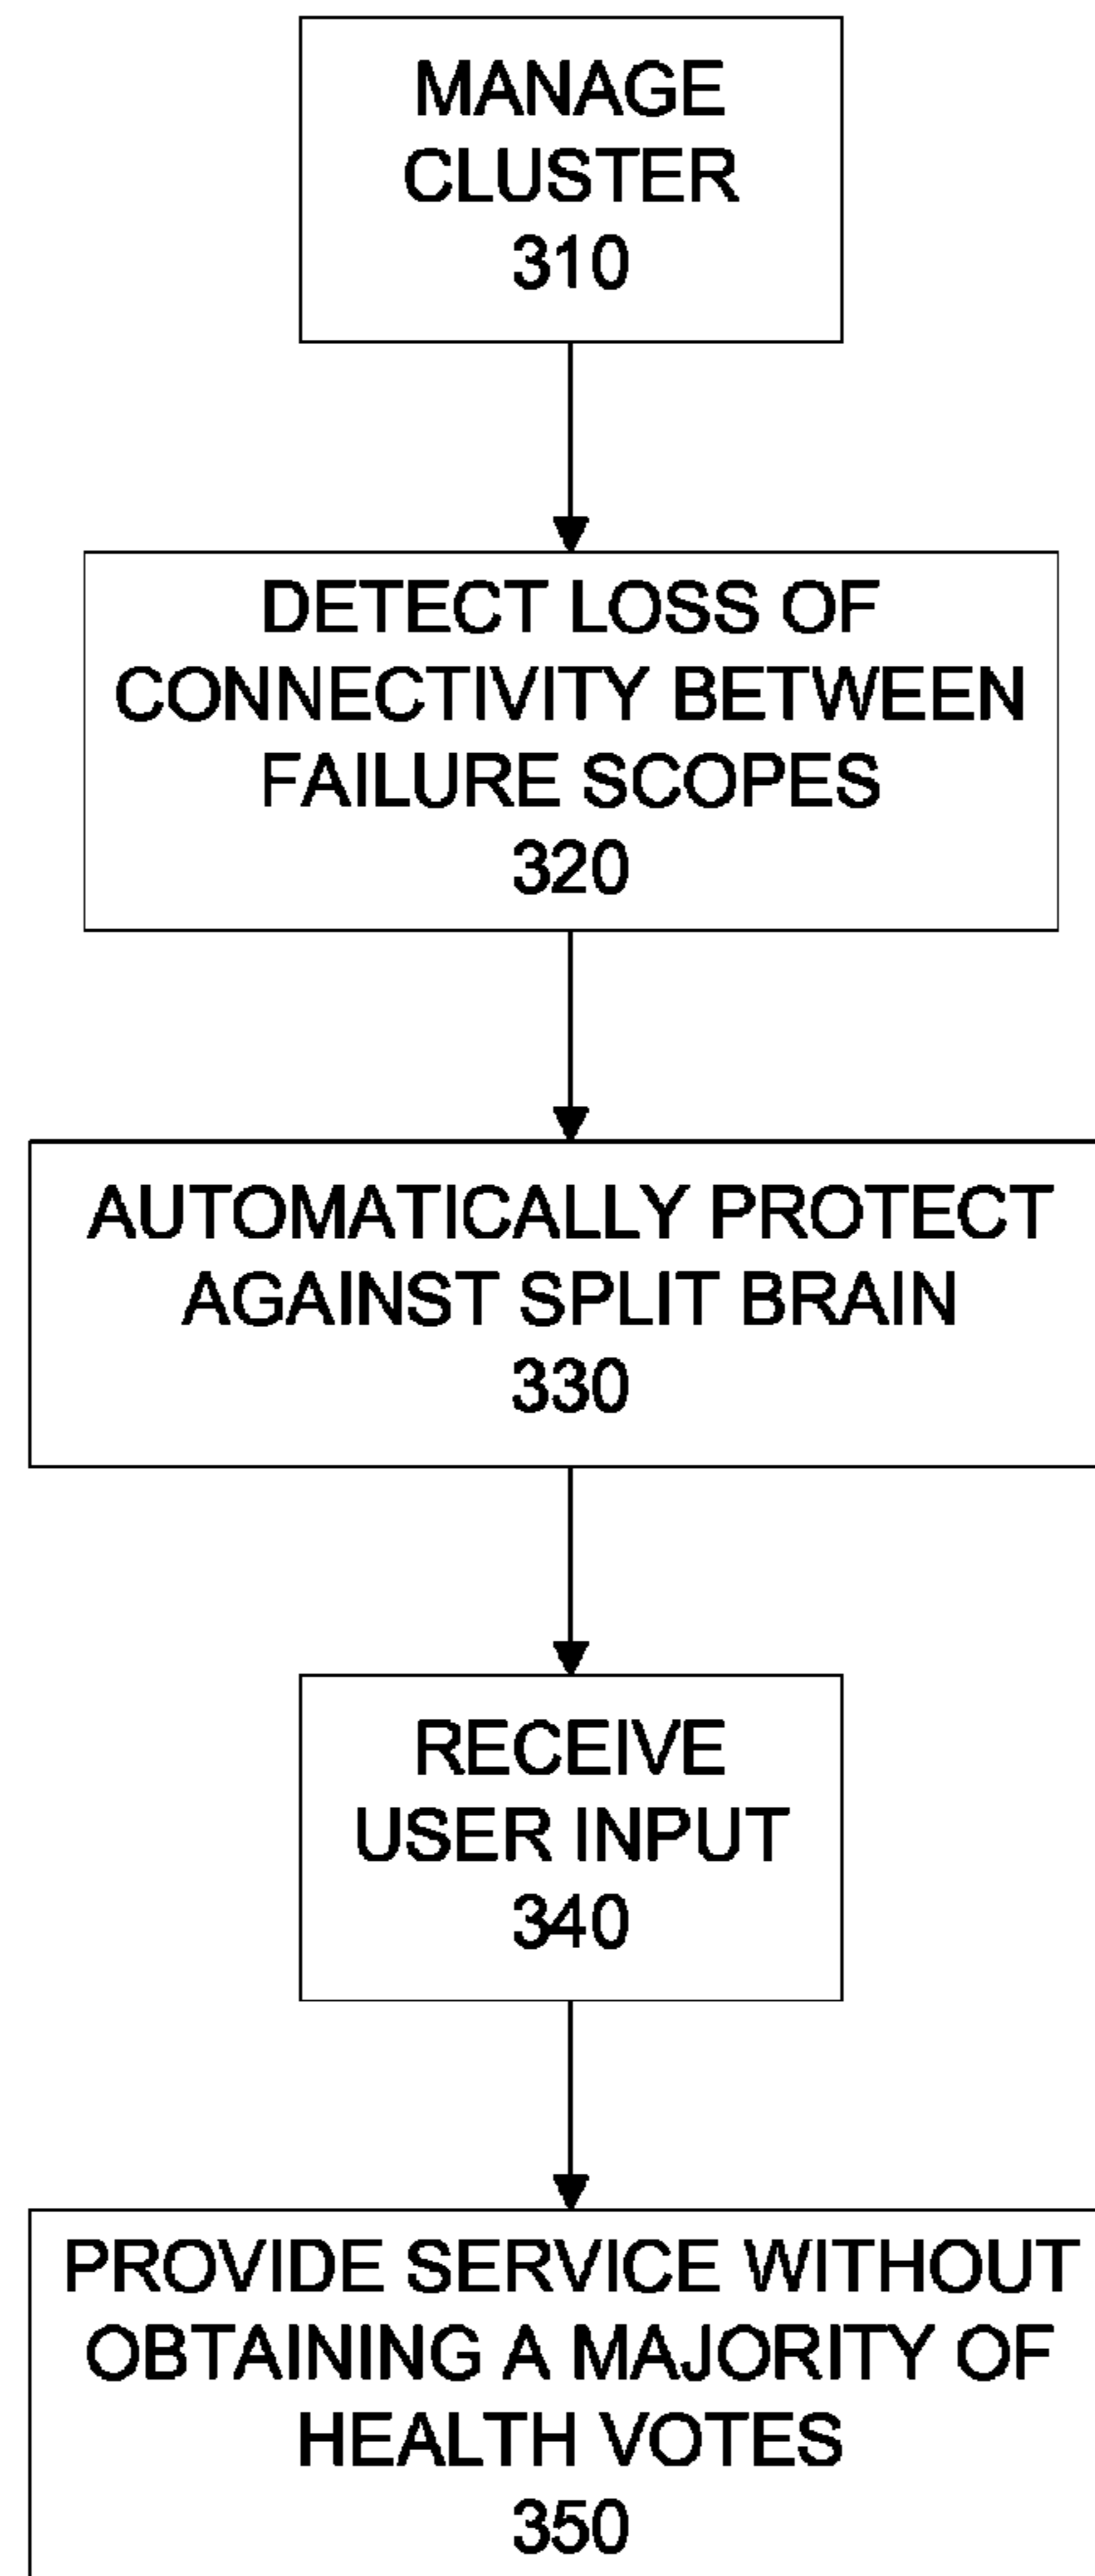 MANAGE
CLUSTER
310
DETECT LOSS OF
CONNECTIVITY BETWEEN
FAILURE SCOPES
320
AUTOMATICALLY PROTECT
AGAINST SPLIT BRAIN
330
RECEIVE
USER INPUT
340
PROVIDE SERVICE WITHOUT
OBTAINING A MAJORITY OF
HEALTH VOTES
350